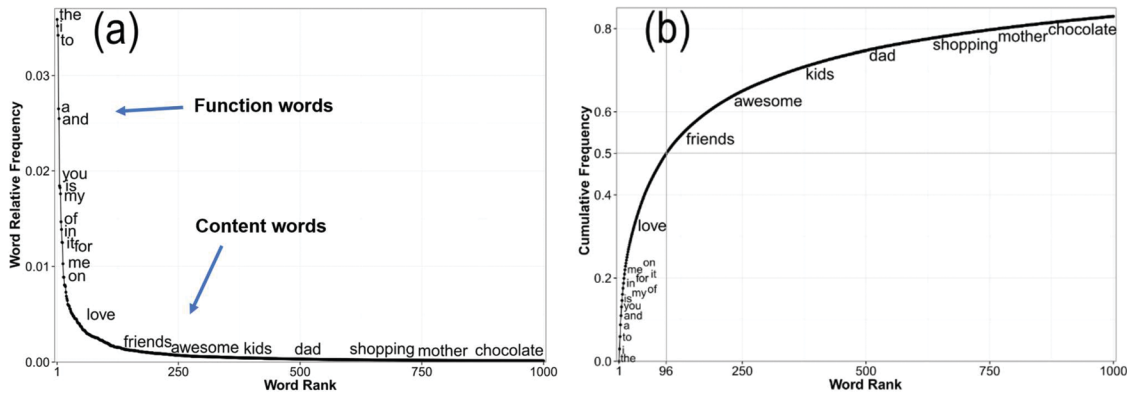 (a)
Word Relative Frequency
0.03
0.02
0.01
0.00
the
i
to
a
and
Function words
you
is
my
of
in
it for
me
on
Content words
love
friends awesome kids dad shopping mother chocolate
1 250 500 750 1000
Word Rank
(b)
Cumulative Frequency
0.8
0.6
0.5
0.4
0.2
0.0
chocolate
mother
shopping
dad
kids
awesome
friends
love
me on
in for it
is my of
you
and
a
to
i
the
1 96 250 500 750 1000
Word Rank